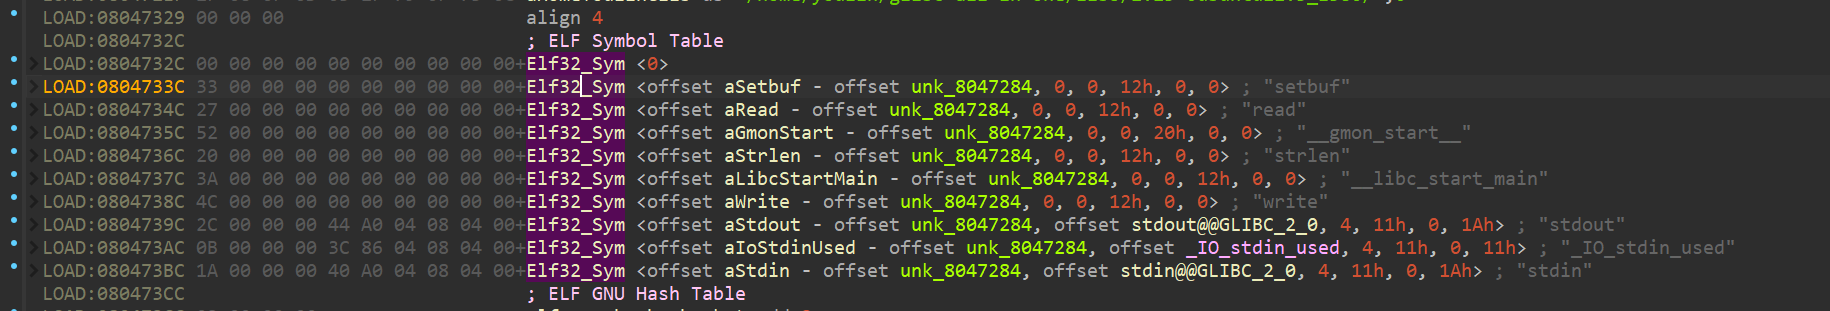 LOAD:08047329 00 00 00 align 4
LOAD:0804732C ; ELF Symbol Table
LOAD:0804732C 00 00 00 00 00 00 00 00 00 00+Elf32_Sym <0>
LOAD:0804733C 33 00 00 00 00 00 00 00 00 00+Elf32_Sym <offset aSetbuf - offset unk_8047284, 0, 0, 12h, 0, 0> ; "setbuf"
LOAD:0804734C 27 00 00 00 00 00 00 00 00 00+Elf32_Sym <offset aRead - offset unk_8047284, 0, 0, 12h, 0, 0> ; "read"
LOAD:0804735C 52 00 00 00 00 00 00 00 00 00+Elf32_Sym <offset aGmonStart - offset unk_8047284, 0, 0, 20h, 0, 0> ; "__gmon_start__"
LOAD:0804736C 20 00 00 00 00 00 00 00 00 00+Elf32_Sym <offset aStrlen - offset unk_8047284, 0, 0, 12h, 0, 0> ; "strlen"
LOAD:0804737C 3A 00 00 00 00 00 00 00 00 00+Elf32_Sym <offset aLibcStartMain - offset unk_8047284, 0, 0, 12h, 0, 0> ; "__libc_start_main"
LOAD:0804738C 4C 00 00 00 00 00 00 00 00 00+Elf32_Sym <offset aWrite - offset unk_8047284, 0, 0, 12h, 0, 0> ; "write"
LOAD:0804739C 2C 00 00 00 44 A0 04 08 04 00+Elf32_Sym <offset aStdout - offset unk_8047284, offset stdout@@GLIBC_2_0, 4, 11h, 0, 1Ah> ; "stdout"
LOAD:080473AC 0B 00 00 00 3C 86 04 08 04 00+Elf32_Sym <offset aIoStdinUsed - offset unk_8047284, offset _IO_stdin_used, 4, 11h, 0, 11h> ; "_IO_stdin_used"
LOAD:080473BC 1A 00 00 00 40 A0 04 08 04 00+Elf32_Sym <offset aStdin - offset unk_8047284, offset stdin@@GLIBC_2_0, 4, 11h, 0, 1Ah> ; "stdin"
LOAD:080473CC ; ELF GNU Hash Table